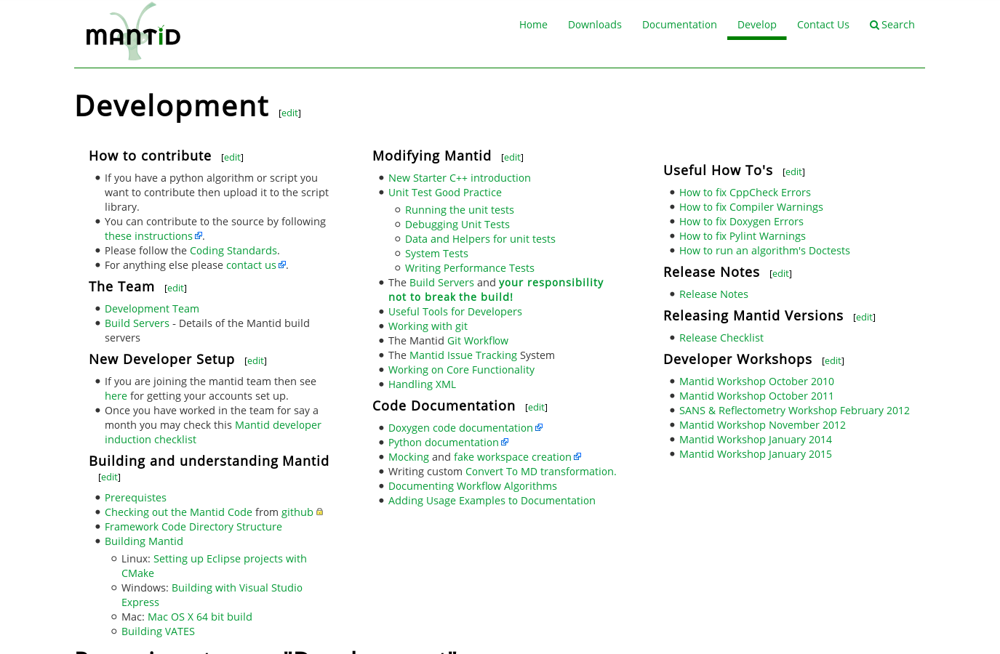 MANTiD
Home
Downloads
Documentation
Develop
Contact Us
Search
Development [edit]
How to contribute [edit]
If you have a python algorithm or script you
want to contribute then upload it to the script
library.
You can contribute to the source by following
these instructions.
Please follow the Coding Standards.
For anything else please contact us.
The Team [edit]
Development Team
Build Servers - Details of the Mantid build
servers
New Developer Setup [edit]
If you are joining the mantid team then see
here for getting your accounts set up.
Once you have worked in the team for say a
month you may check this Mantid developer
induction checklist
Building and understanding Mantid
[edit]
Prerequistes
Checking out the Mantid Code from github
Framework Code Directory Structure
Building Mantid
Linux: Setting up Eclipse projects with
CMake
Windows: Building with Visual Studio
Express
Mac: Mac OS X 64 bit build
Building VATES
Modifying Mantid [edit]
New Starter C++ introduction
Unit Test Good Practice
Running the unit tests
Debugging Unit Tests
Data and Helpers for unit tests
System Tests
Writing Performance Tests
The Build Servers and your responsibility
not to break the build!
Useful Tools for Developers
Working with git
The Mantid Git Workflow
The Mantid Issue Tracking System
Working on Core Functionality
Handling XML
Code Documentation [edit]
Doxygen code documentation
Python documentation
Mocking and fake workspace creation
Writing custom Convert To MD transformation.
Documenting Workflow Algorithms
Adding Usage Examples to Documentation
Useful How To's [edit]
How to fix CppCheck Errors
How to fix Compiler Warnings
How to fix Doxygen Errors
How to fix Pylint Warnings
How to run an algorithm's Doctests
Release Notes [edit]
Release Notes
Releasing Mantid Versions [edit]
Release Checklist
Developer Workshops [edit]
Mantid Workshop October 2010
Mantid Workshop October 2011
SANS & Reflectometry Workshop February 2012
Mantid Workshop November 2012
Mantid Workshop January 2014
Mantid Workshop January 2015
"Development"